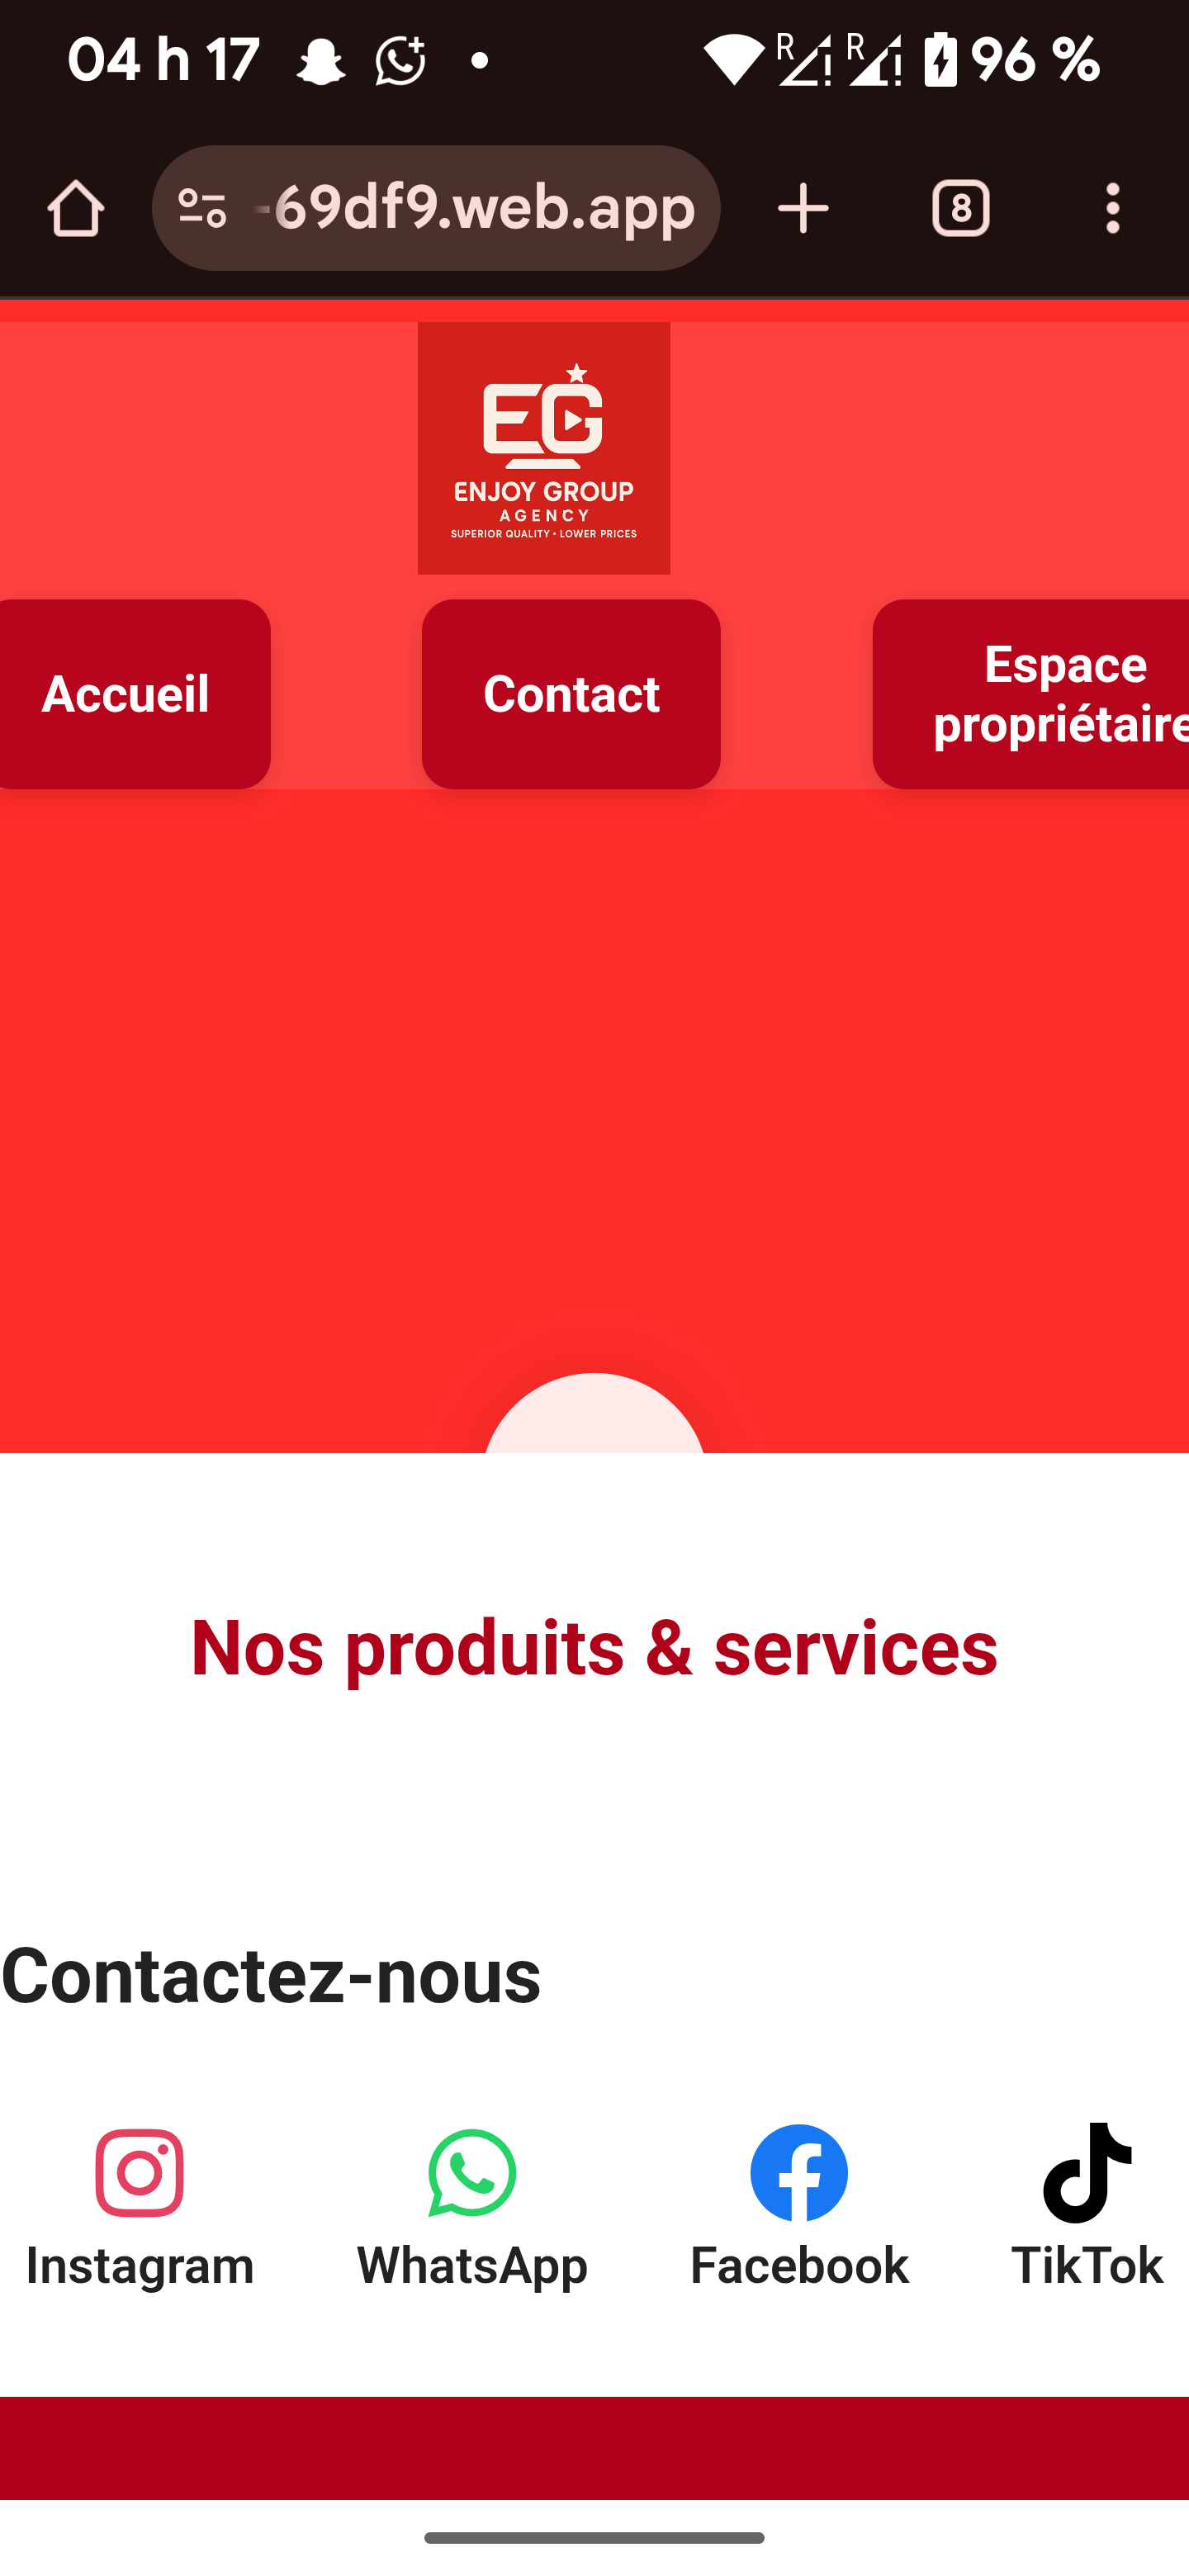 04 h 17
R
R
96 %
69df9.web.app
8
EG
ENJOY GROUP
AGENCY
SUPERIOR QUALITY • LOWER PRICES
Accueil
Contact
Espace
propriétaire
Nos produits & services
Contactez-nous
Instagram
WhatsApp
Facebook
TikTok